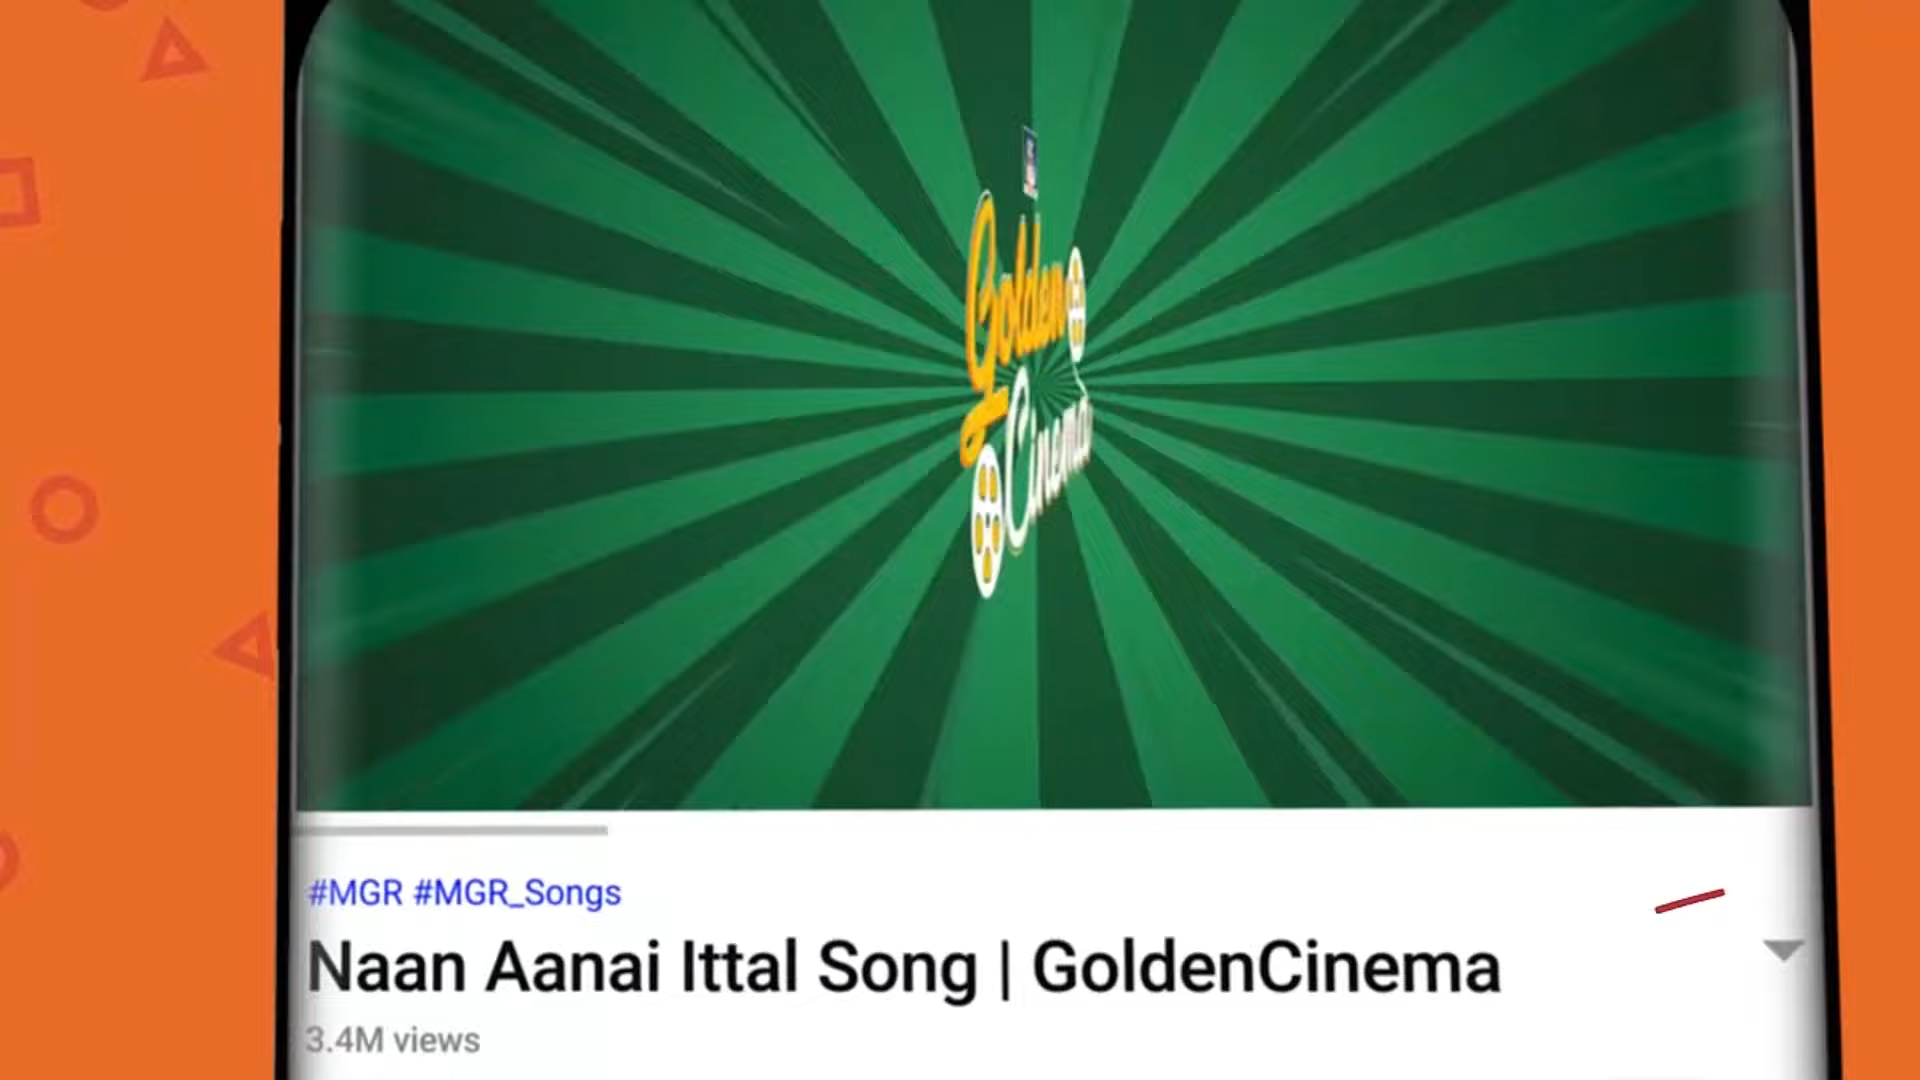 Golden
Cinema
#MGR #MGR_Songs
Naan Aanai Ittal Song | GoldenCinema
3.4M views